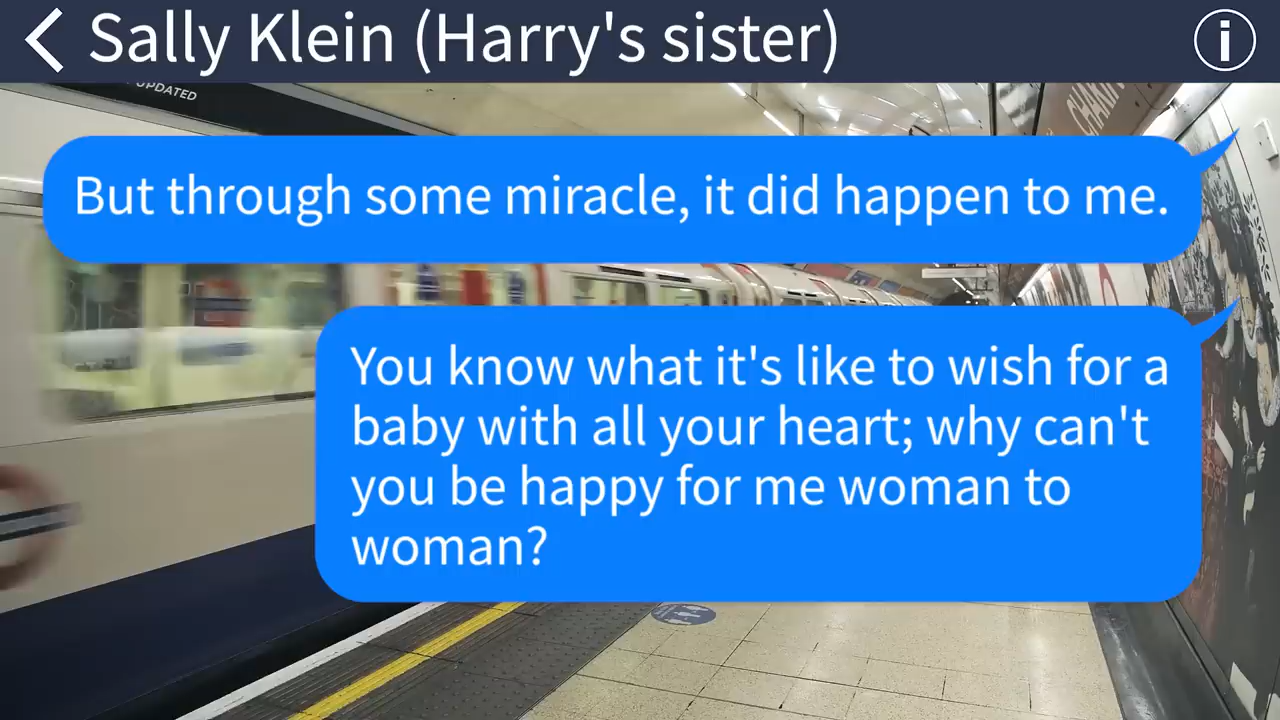 Sally Klein (Harry's sister)
UPDATED
CHARIN
But through some miracle, it did happen to me.
You know what it's like to wish for a
baby with all your heart; why can't
you be happy for me woman to
woman?